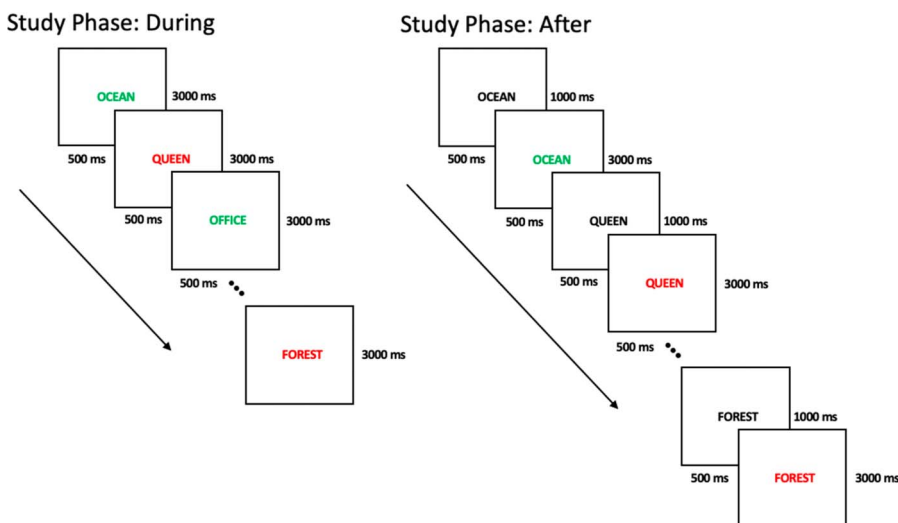 Study Phase: During
OCEAN
3000 ms
500 ms
QUEEN
3000 ms
500 ms
OFFICE
3000 ms
500 ms
FOREST
3000 ms
Study Phase: After
OCEAN
1000 ms
500 ms
OCEAN
3000 ms
500 ms
QUEEN
1000 ms
500 ms
QUEEN
3000 ms
500 ms
FOREST
1000 ms
500 ms
FOREST
3000 ms